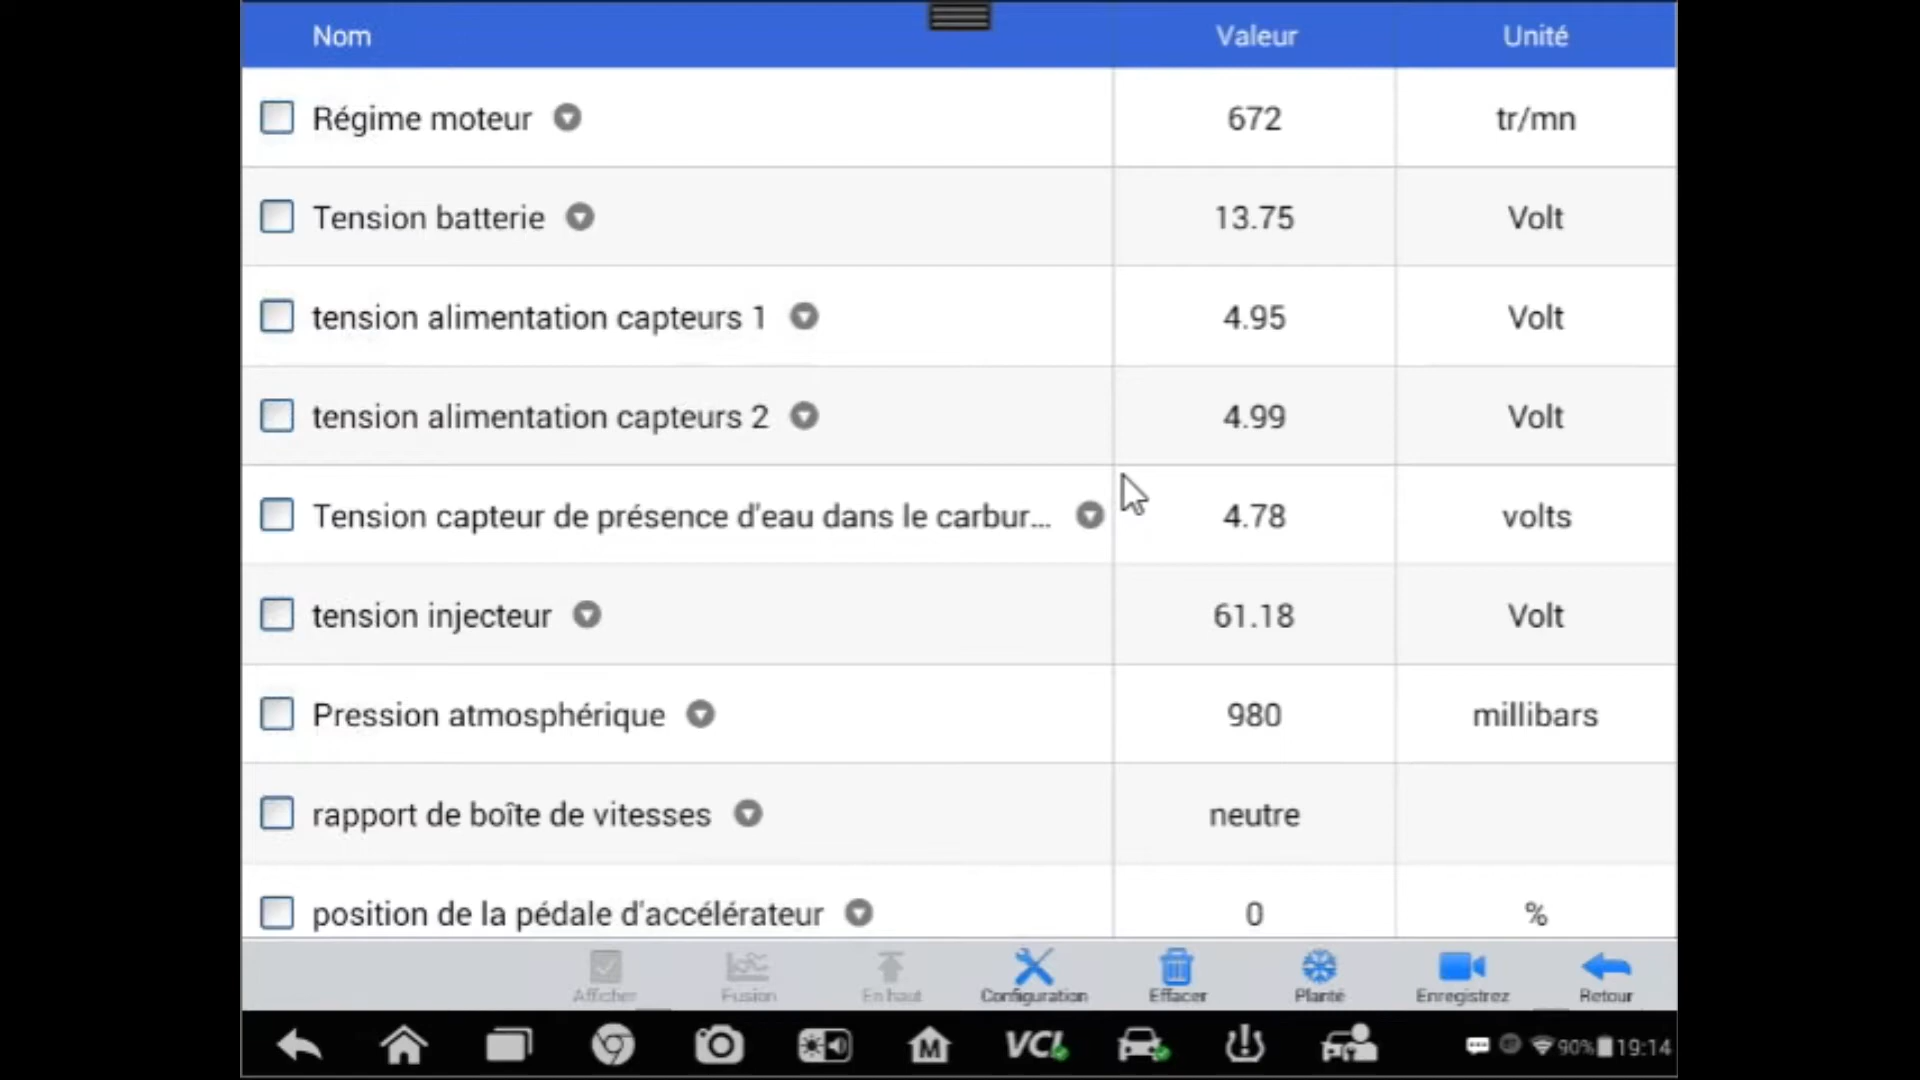 Nom Valeur Unité
Régime moteur 672 tr/mn
Tension batterie 13.75 Volt
tension alimentation capteurs 1 4.95 Volt
tension alimentation capteurs 2 4.99 Volt
Tension capteur de présence d'eau dans le carbur... 4.78 volts
tension injecteur 61.18 Volt
Pression atmosphérique 980 millibars
rapport de boîte de vitesses neutre
position de la pédale d'accélérateur 0 %
Afficher Fusion En haut Configuration Effacer Planté Enregistrez Retour
M VCI 90% 19:14